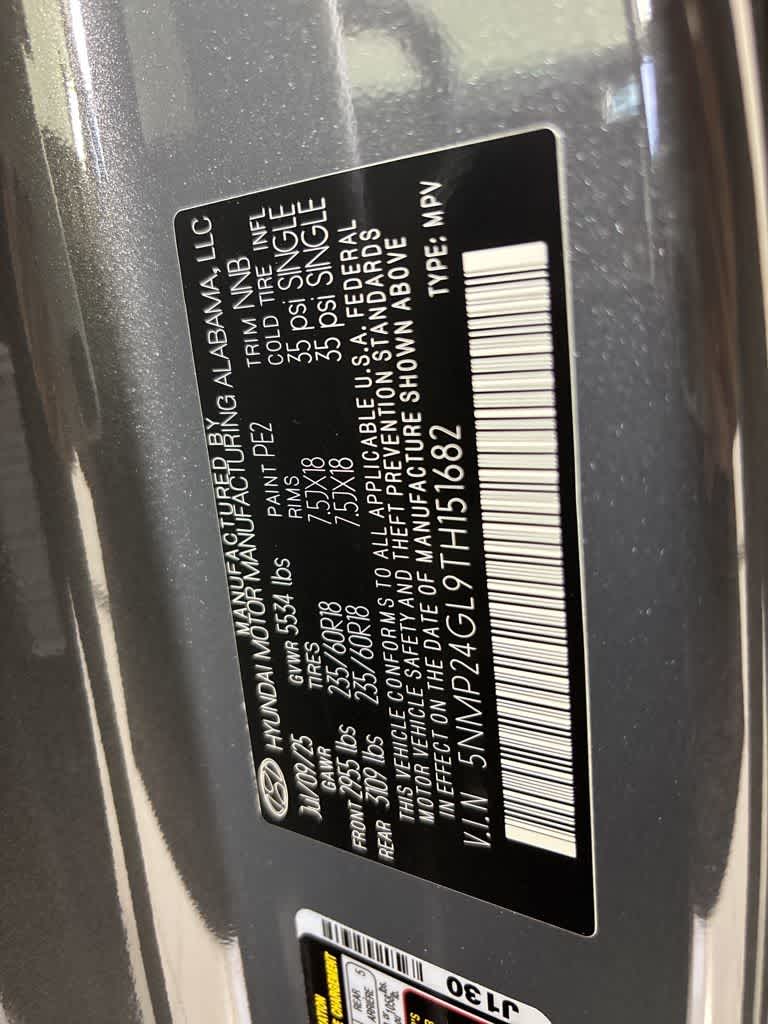 MANUFACTURED BY
HYUNDAI MOTOR MANUFACTURING ALABAMA, LLC
JUL/09/25 GVWR 5534 lbs PAINT PE2 TRIM NNB
GAWR TIRES RIMS COLD TIRE INFL
FRONT 2955 lbs 235/60R18 7.5JX18 35 psi SINGLE
REAR 3109 lbs 235/60R18 7.5JX18 35 psi SINGLE
THIS VEHICLE CONFORMS TO ALL APPLICABLE U.S.A. FEDERAL
MOTOR VEHICLE SAFETY AND THEFT PREVENTION STANDARDS
IN EFFECT ON THE DATE OF MANUFACTURE SHOWN ABOVE
V.I.N 5NMP24GL9TH151682 TYPE: MPV
REAR 5
ARRIÈRE
J130